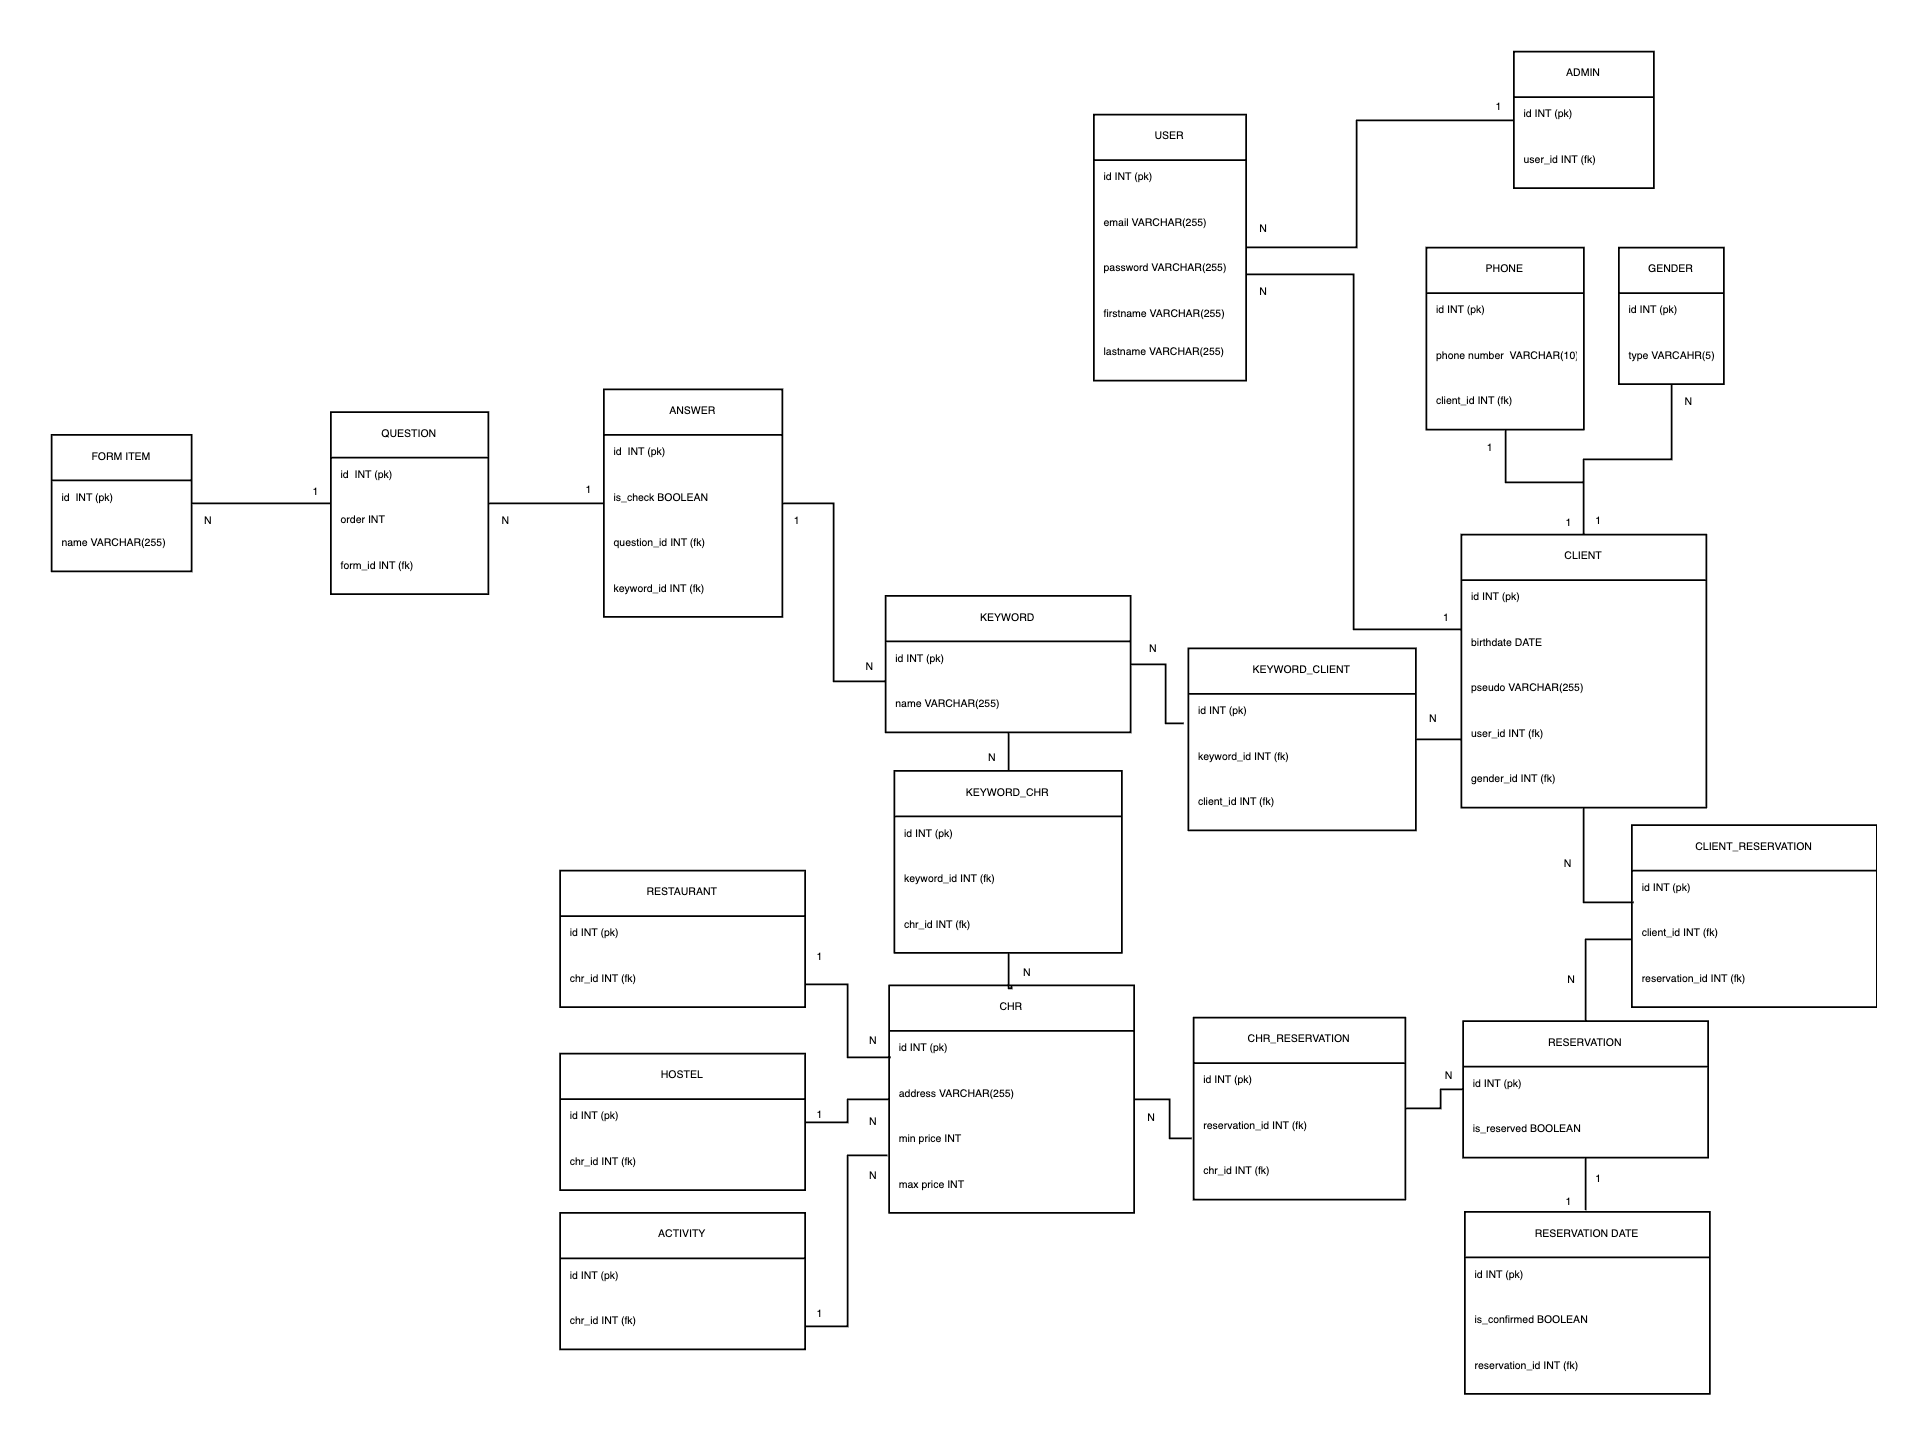 ADMIN
id INT (pk)
user_id INT (fk)
1
USER
id INT (pk)
email VARCHAR(255)
password VARCHAR(255)
firstname VARCHAR(255)
lastname VARCHAR(255)
N
N
PHONE
id INT (pk)
phone number  VARCHAR(10)
client_id INT (fk)
1
GENDER
id INT (pk)
type VARCAHR(5)
N
FORM ITEM
id  INT (pk)
name VARCHAR(255)
N
1
QUESTION
id  INT (pk)
order INT
form_id INT (fk)
N
1
ANSWER
id  INT (pk)
is_check BOOLEAN
question_id INT (fk)
keyword_id INT (fk)
1
N
KEYWORD
id INT (pk)
name VARCHAR(255)
N
N
KEYWORD_CLIENT
id INT (pk)
keyword_id INT (fk)
client_id INT (fk)
N
1
1
1
CLIENT
id INT (pk)
birthdate DATE
pseudo VARCHAR(255)
user_id INT (fk)
gender_id INT (fk)
N
KEYWORD_CHR
id INT (pk)
keyword_id INT (fk)
chr_id INT (fk)
N
CLIENT_RESERVATION
id INT (pk)
client_id INT (fk)
reservation_id INT (fk)
N
RESTAURANT
id INT (pk)
chr_id INT (fk)
1
N
HOSTEL
id INT (pk)
chr_id INT (fk)
1
N
ACTIVITY
id INT (pk)
chr_id INT (fk)
1
N
CHR
id INT (pk)
address VARCHAR(255)
min price INT
max price INT
N
CHR_RESERVATION
id INT (pk)
reservation_id INT (fk)
chr_id INT (fk)
N
RESERVATION
id INT (pk)
is_reserved BOOLEAN
1
1
RESERVATION DATE
id INT (pk)
is_confirmed BOOLEAN
reservation_id INT (fk)